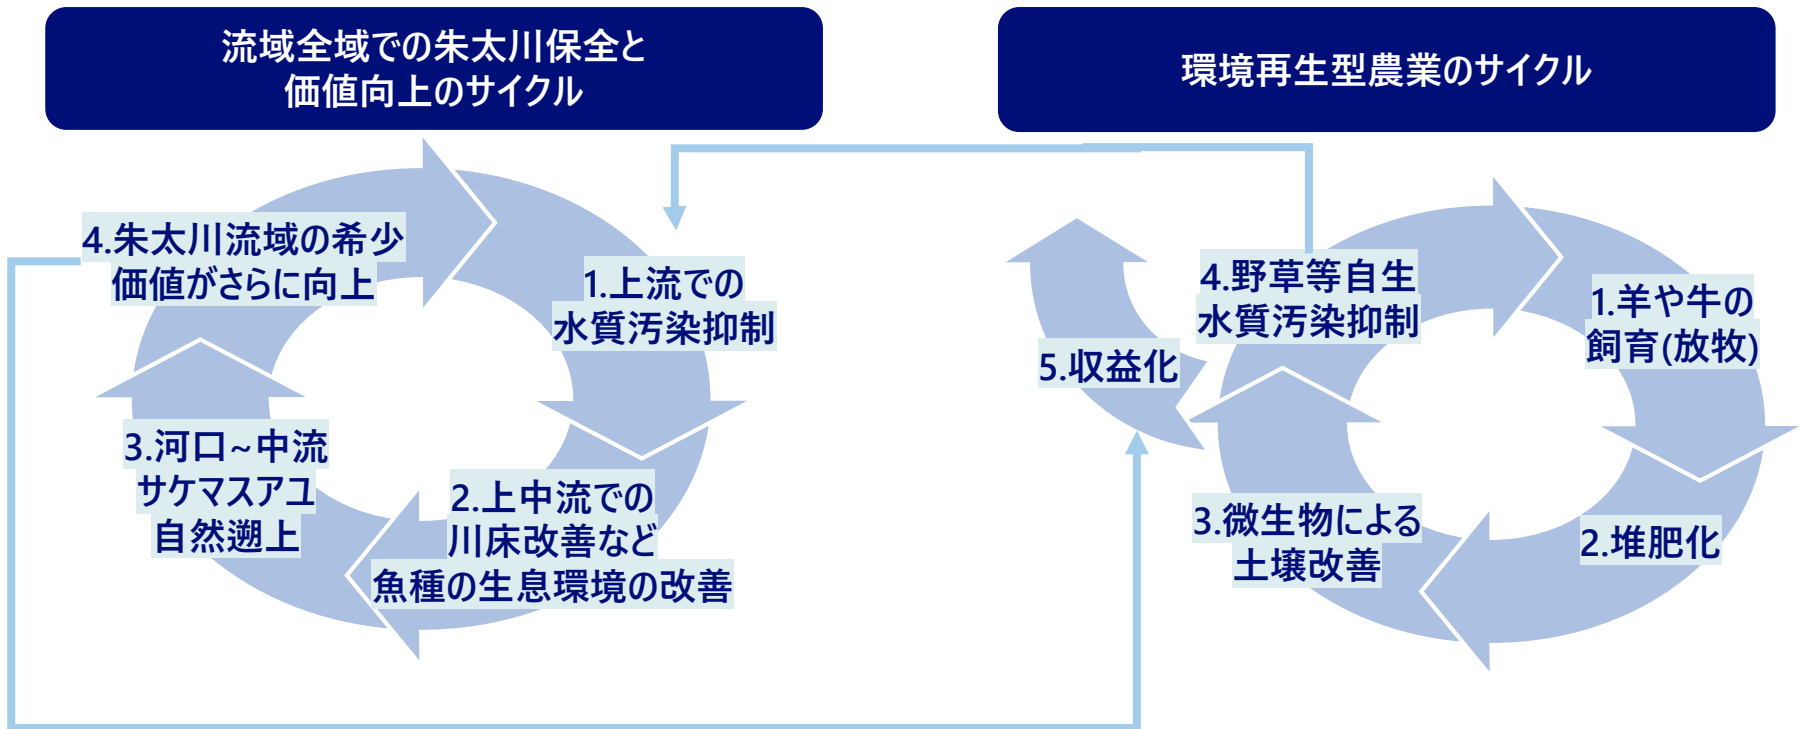 流域全域での朱太川保全と
価値向上のサイクル
環境再生型農業のサイクル
4.朱太川流域の希少
価値がさらに向上
1.上流での
水質汚染抑制
3.河口~中流
サケマスアユ
自然遡上
2.上中流での
川床改善など
魚種の生息環境の改善
5.収益化
4.野草等自生
水質汚染抑制
1.羊や牛の
飼育(放牧)
3.微生物による
土壌改善
2.堆肥化